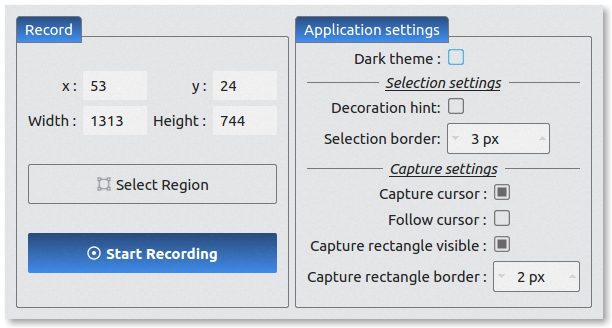 Record
x : 53 y : 24
Width : 1313 Height : 744
Select Region
Start Recording
Application settings
Dark theme :
Selection settings
Decoration hint:
Selection border: 3 px
Capture settings
Capture cursor :
Follow cursor :
Capture rectangle visible :
Capture rectangle border : 2 px